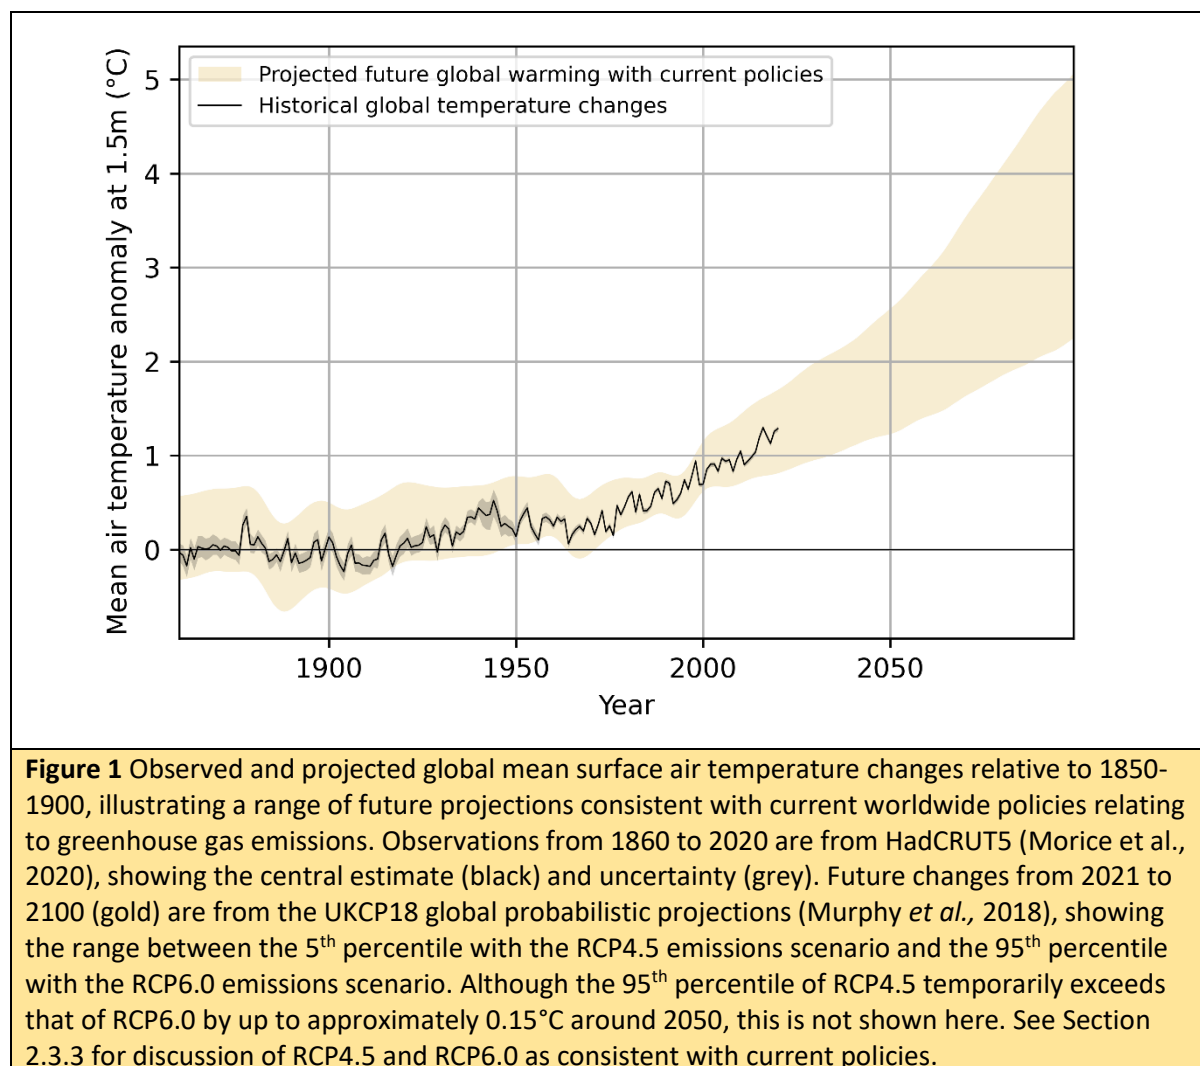 Projected future global warming with current policies
Historical global temperature changes
Mean air temperature anomaly at 1.5m (°C)
5
4
3
2
1
0
1900 1950 2000 2050
Year
Figure 1 Observed and projected global mean surface air temperature changes relative to 1850-
1900, illustrating a range of future projections consistent with current worldwide policies relating
to greenhouse gas emissions. Observations from 1860 to 2020 are from HadCRUT5 (Morice et al.,
2020), showing the central estimate (black) and uncertainty (grey). Future changes from 2021 to
2100 (gold) are from the UKCP18 global probabilistic projections (Murphy et al., 2018), showing
the range between the 5th percentile with the RCP4.5 emissions scenario and the 95th percentile
with the RCP6.0 emissions scenario. Although the 95th percentile of RCP4.5 temporarily exceeds
that of RCP6.0 by up to approximately 0.15°C around 2050, this is not shown here. See Section
2.3.3 for discussion of RCP4.5 and RCP6.0 as consistent with current policies.